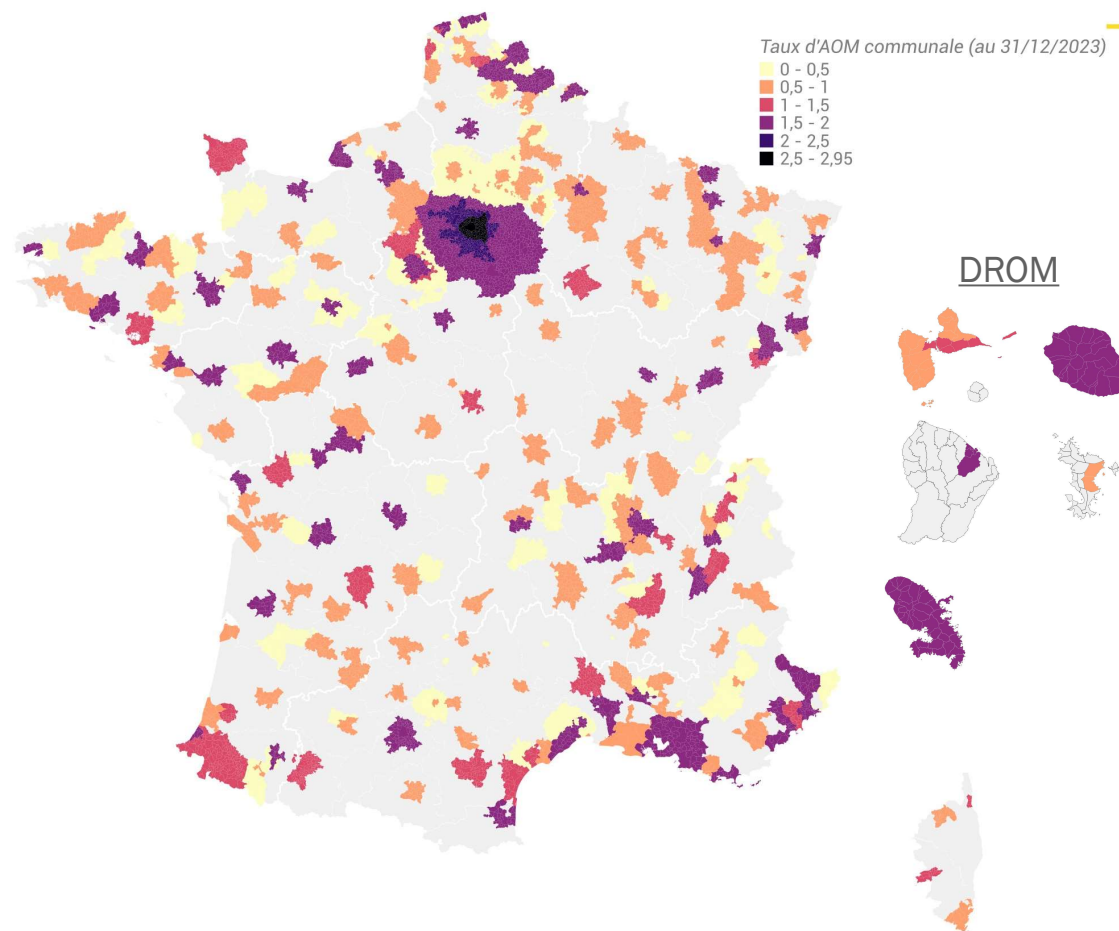 Taux d'AOM communale (au 31/12/2023)
0 - 0,5
0,5 - 1
1 - 1,5
1,5 - 2
2 - 2,5
2,5 - 2,95
DROM